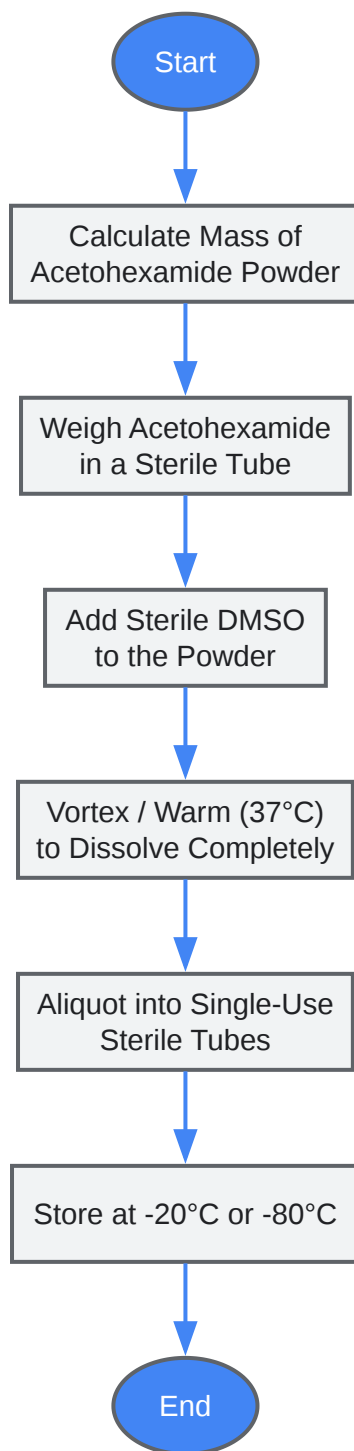 Start
Calculate Mass of
Acetohexamide Powder
Weigh Acetohexamide
in a Sterile Tube
Add Sterile DMSO
to the Powder
Vortex / Warm (37°C)
to Dissolve Completely
Aliquot into Single-Use
Sterile Tubes
Store at -20°C or -80°C
End